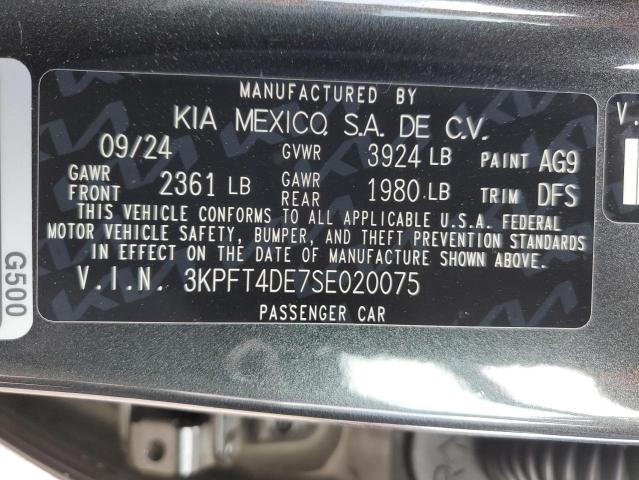 MANUFACTURED BY
KIA MEXICO, S.A. DE C.V.
09/24 GVWR 3924 LB PAINT AG9
GAWR FRONT 2361 LB GAWR REAR 1980 LB TRIM DFS
THIS VEHICLE CONFORMS TO ALL APPLICABLE U.S.A. FEDERAL
MOTOR VEHICLE SAFETY, BUMPER, AND THEFT PREVENTION STANDARDS
IN EFFECT ON THE DATE OF MANUFACTURE SHOWN ABOVE.
V.I.N. 3KPFT4DE7SE020075
PASSENGER CAR
G500
V.